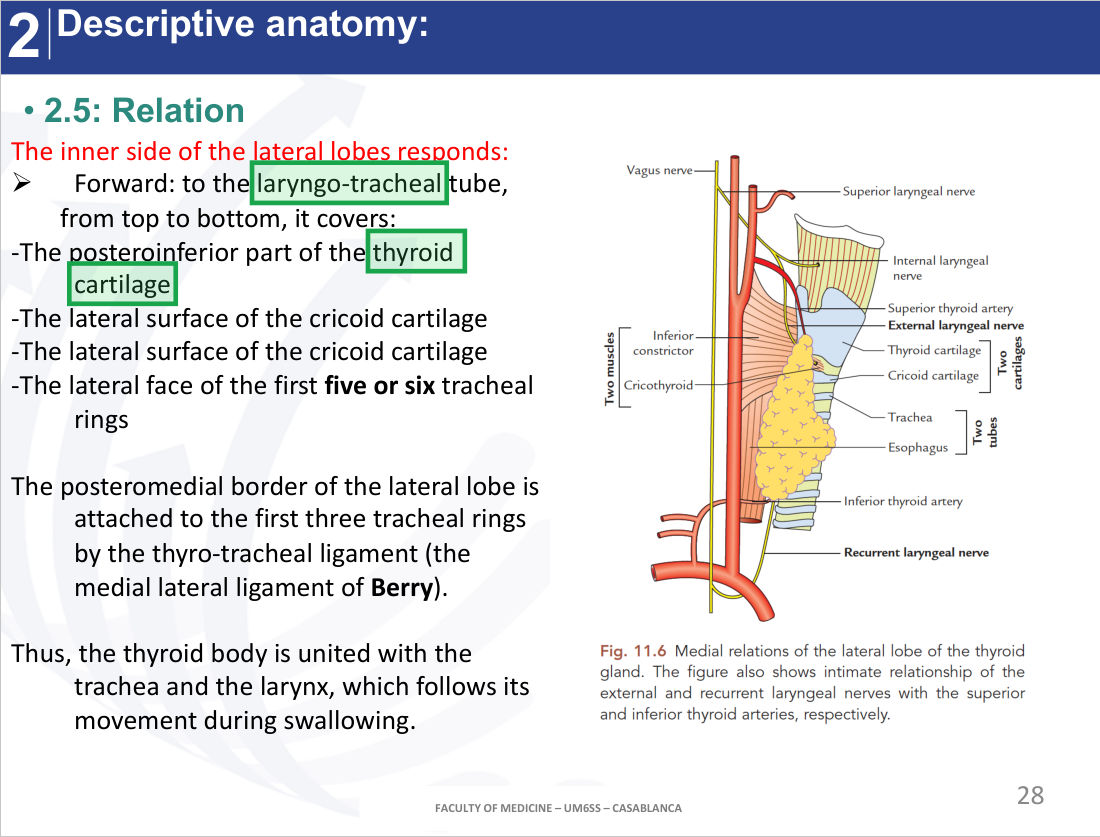 2 Descriptive anatomy:
• 2.5: Relation
The inner side of the lateral lobes responds:
➢ Forward: to the laryngo-tracheal tube,
from top to bottom, it covers:
-The posteroinferior part of the thyroid
cartilage
-The lateral surface of the cricoid cartilage
-The lateral surface of the cricoid cartilage
-The lateral face of the first five or six tracheal
rings
The posteromedial border of the lateral lobe is
attached to the first three tracheal rings
by the thyro-tracheal ligament (the
medial lateral ligament of Berry).
Thus, the thyroid body is united with the
trachea and the larynx, which follows its
movement during swallowing.
Vagus nerve
Superior laryngeal nerve
Internal laryngeal
nerve
Superior thyroid artery
External laryngeal nerve
Inferior
constrictor
Thyroid cartilage
Cricoid cartilage
Two
cartilages
Two muscles
Cricothyroid
Trachea
Esophagus
Two
tubes
Inferior thyroid artery
Recurrent laryngeal nerve
Fig. 11.6 Medial relations of the lateral lobe of the thyroid
gland. The figure also shows intimate relationship of the
external and recurrent laryngeal nerves with the superior
and inferior thyroid arteries, respectively.
FACULTY OF MEDICINE – UM6SS – CASABLANCA
28